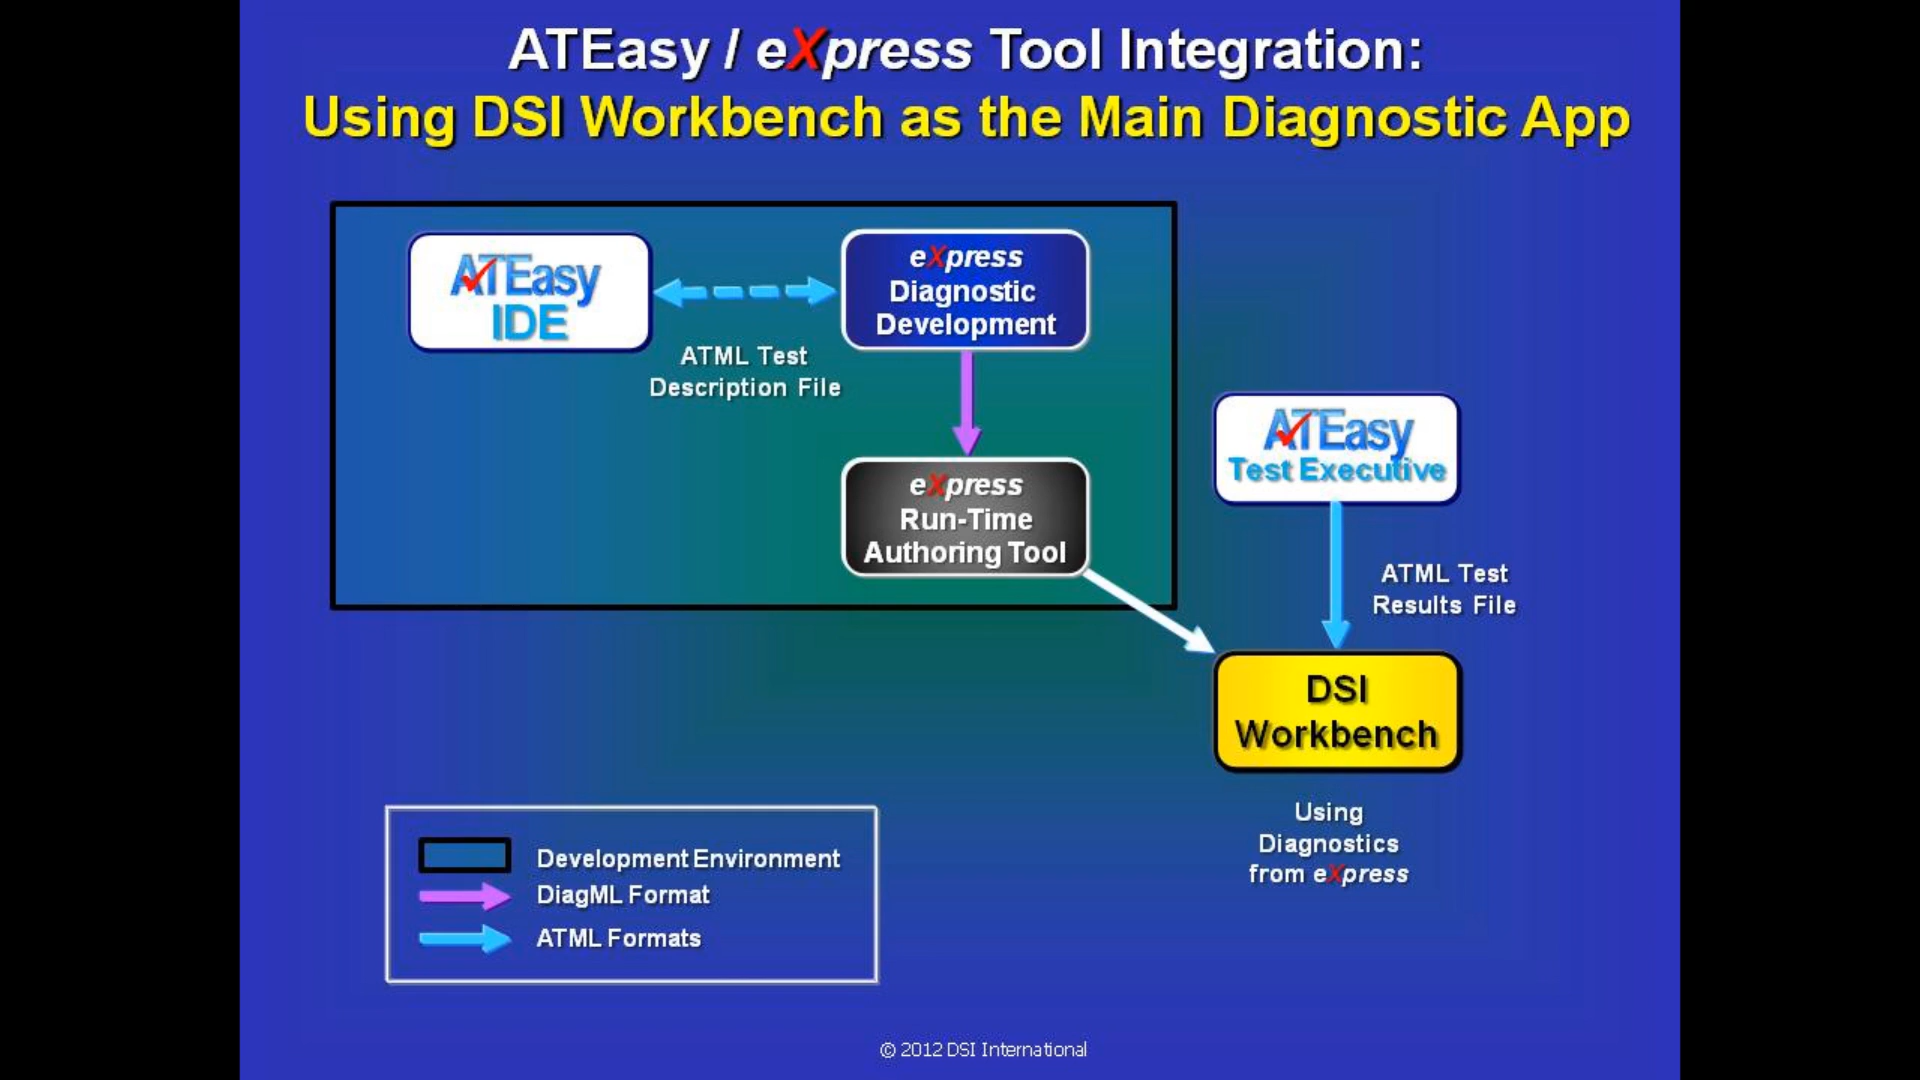 ATEasy / eXpress Tool Integration:
Using DSI Workbench as the Main Diagnostic App
ATEasy
IDE
eXpress
Diagnostic
Development
ATML Test
Description File
eXpress
Run-Time
Authoring Tool
ATEasy
Test Executive
ATML Test
Results File
DSI
Workbench
Using
Diagnostics
from eXpress
Development Environment
DiagML Format
ATML Formats
© 2012 DSI International